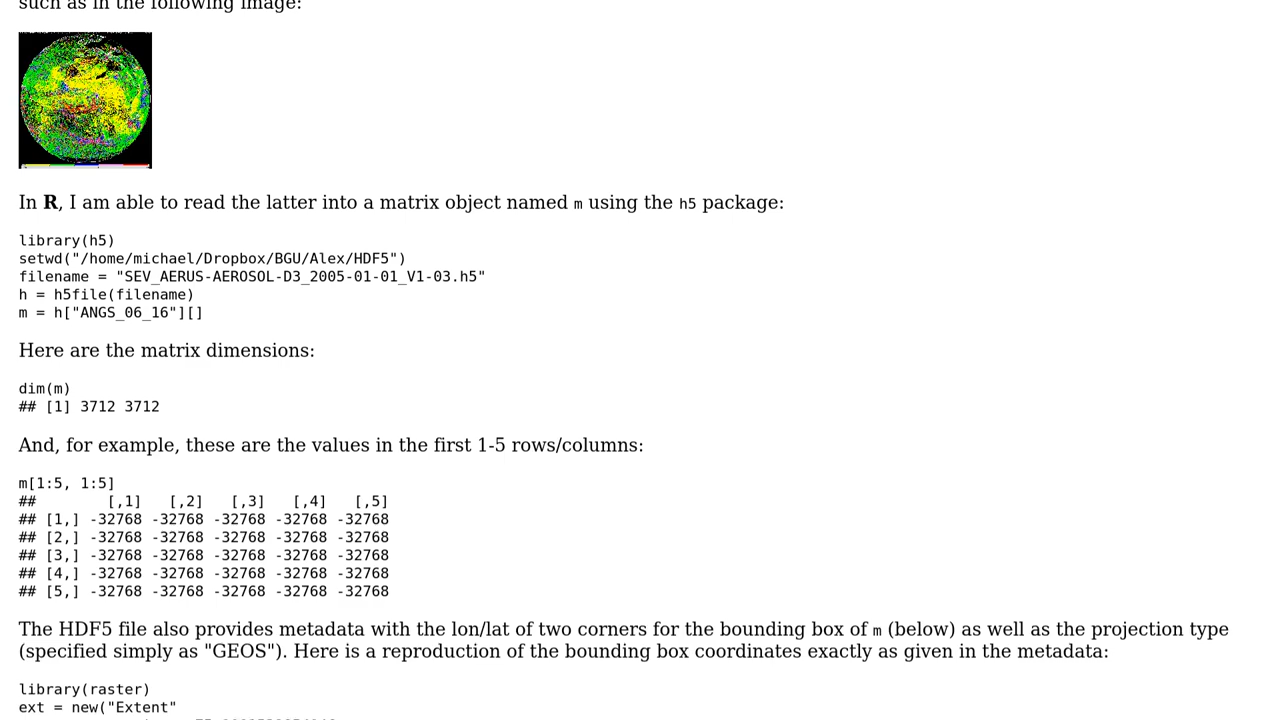 such as in the following image:
In R, I am able to read the latter into a matrix object named m using the h5 package:
library(h5)
setwd("/home/michael/Dropbox/BGU/Alex/HDF5")
filename = "SEV_AERUS-AEROSOL-D3_2005-01-01_V1-03.h5"
h = h5file(filename)
m = h["ANGS_06_16"][]
Here are the matrix dimensions:
dim(m)
## [1] 3712 3712
And, for example, these are the values in the first 1-5 rows/columns:
m[1:5, 1:5]
##        [,1]   [,2]   [,3]   [,4]   [,5]
## [1,] -32768 -32768 -32768 -32768 -32768
## [2,] -32768 -32768 -32768 -32768 -32768
## [3,] -32768 -32768 -32768 -32768 -32768
## [4,] -32768 -32768 -32768 -32768 -32768
## [5,] -32768 -32768 -32768 -32768 -32768
The HDF5 file also provides metadata with the lon/lat of two corners for the bounding box of m (below) as well as the projection type
(specified simply as "GEOS"). Here is a reproduction of the bounding box coordinates exactly as given in the metadata:
library(raster)
ext = new("Extent"